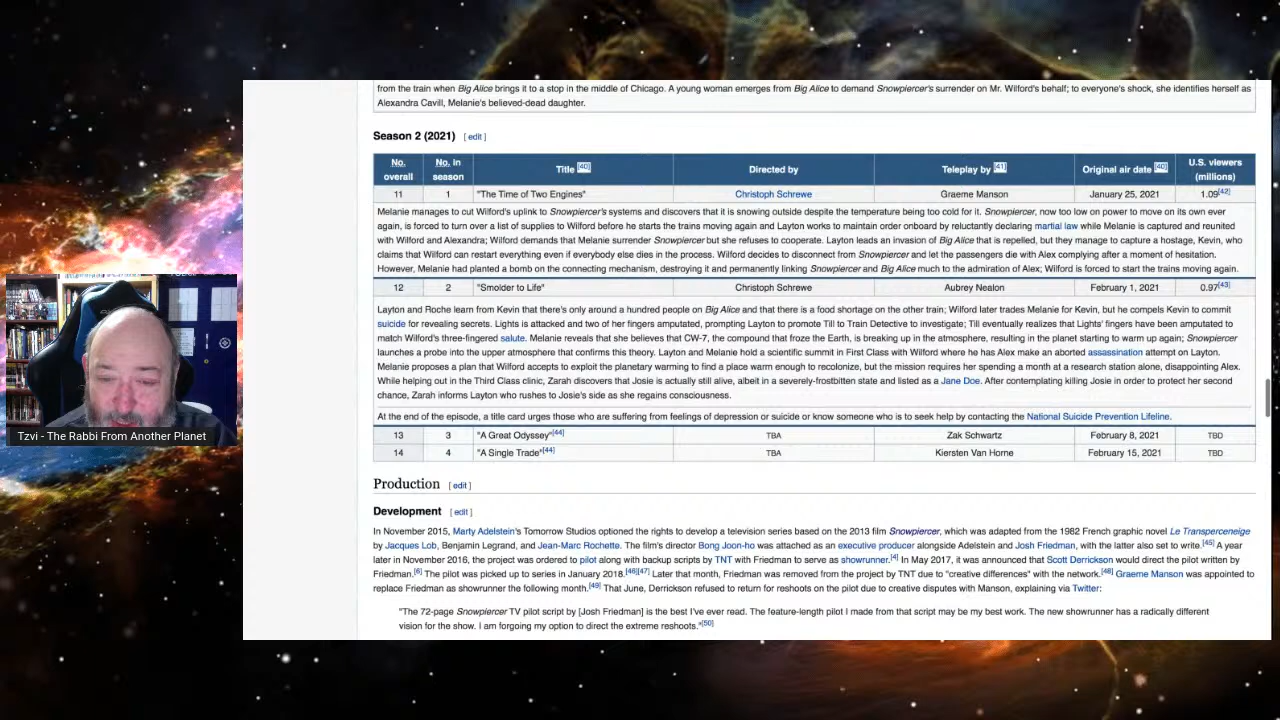 from the train when Big Alice brings it to a stop in the middle of Chicago. A young woman emerges from Big Alice to demand Snowpiercer's surrender on Mr. Wilford's behalf; to everyone's shock, she identifies herself as
Alexandra Cavill, Melanie's believed-dead daughter.
Season 2 (2021) [ edit ]
No. overall No. in season Title [40] Directed by Teleplay by [41] Original air date [40] U.S. viewers (millions)
11 1 "The Time of Two Engines" Christoph Schrewe Graeme Manson January 25, 2021 1.09[42]
Melanie manages to cut Wilford's uplink to Snowpiercer's systems and discovers that it is snowing outside despite the temperature being too cold for it. Snowpiercer, now too low on power to move on its own ever
again, is forced to turn over a list of supplies to Wilford before he starts the trains moving again and Layton works to maintain order onboard by reluctantly declaring martial law while Melanie is captured and reunited
with Wilford and Alexandra; Wilford demands that Melanie surrender Snowpiercer but she refuses to cooperate. Layton leads an invasion of Big Alice that is repelled, but they manage to capture a hostage, Kevin, who
claims that Wilford can restart everything even if everybody else dies in the process. Wilford decides to disconnect from Snowpiercer and let the passengers die with Alex complying after a moment of hesitation.
However, Melanie had planted a bomb on the connecting mechanism, destroying it and permanently linking Snowpiercer and Big Alice much to the admiration of Alex; Wilford is forced to start the trains moving again.
12 2 "Smolder to Life" Christoph Schrewe Aubrey Nealon February 1, 2021 0.97[43]
Layton and Roche learn from Kevin that there's only around a hundred people on Big Alice and that there is a food shortage on the other train; Wilford later trades Melanie for Kevin, but he compels Kevin to commit
suicide for revealing secrets. Lights is attacked and two of her fingers amputated, prompting Layton to promote Till to Train Detective to investigate; Till eventually realizes that Lights' fingers have been amputated to
match Wilford's three-fingered salute. Melanie reveals that she believes that CW-7, the compound that froze the Earth, is breaking up in the atmosphere, resulting in the planet starting to warm up again; Snowpiercer
launches a probe into the upper atmosphere that confirms this theory. Layton and Melanie hold a scientific summit in First Class with Wilford where he has Alex make an aborted assassination attempt on Layton.
Melanie proposes a plan that Wilford accepts to exploit the planetary warming to find a place warm enough to recolonize, but the mission requires her spending a month at a research station alone, disappointing Alex.
While helping out in the Third Class clinic, Zarah discovers that Josie is actually still alive, albeit in a severely-frostbitten state and listed as a Jane Doe. After contemplating killing Josie in order to protect her second
chance, Zarah informs Layton who rushes to Josie's side as she regains consciousness.
At the end of the episode, a title card urges those who are suffering from feelings of depression or suicide or know someone who is to seek help by contacting the National Suicide Prevention Lifeline.
13 3 "A Great Odyssey"[44] TBA Zak Schwartz February 8, 2021 TBD
14 4 "A Single Trade"[44] TBA Kiersten Van Horne February 15, 2021 TBD
Production [ edit ]
Development [ edit ]
In November 2015, Marty Adelstein's Tomorrow Studios optioned the rights to develop a television series based on the 2013 film Snowpiercer, which was adapted from the 1982 French graphic novel Le Transperceneige
by Jacques Lob, Benjamin Legrand, and Jean-Marc Rochette. The film's director Bong Joon-ho was attached as an executive producer alongside Adelstein and Josh Friedman, with the latter also set to write.[45] A year
later in November 2016, the project was ordered to pilot along with backup scripts by TNT with Friedman to serve as showrunner.[4] In May 2017, it was announced that Scott Derrickson would direct the pilot written by
Friedman.[6] The pilot was picked up to series in January 2018.[46][47] Later that month, Friedman was removed from the project by TNT due to "creative differences" with the network.[48] Graeme Manson was appointed to
replace Friedman as showrunner the following month.[49] That June, Derrickson refused to return for reshoots on the pilot due to creative differences with Manson, explaining via Twitter:
"The 72-page Snowpiercer TV pilot script by [Josh Friedman] is the best I've ever read. The feature-length pilot I made from that script may be my best work. The new showrunner has a radically different
vision for the show. I am forgoing my option to direct the extreme reshoots."[50]
Tzvi - The Rabbi From Another Planet